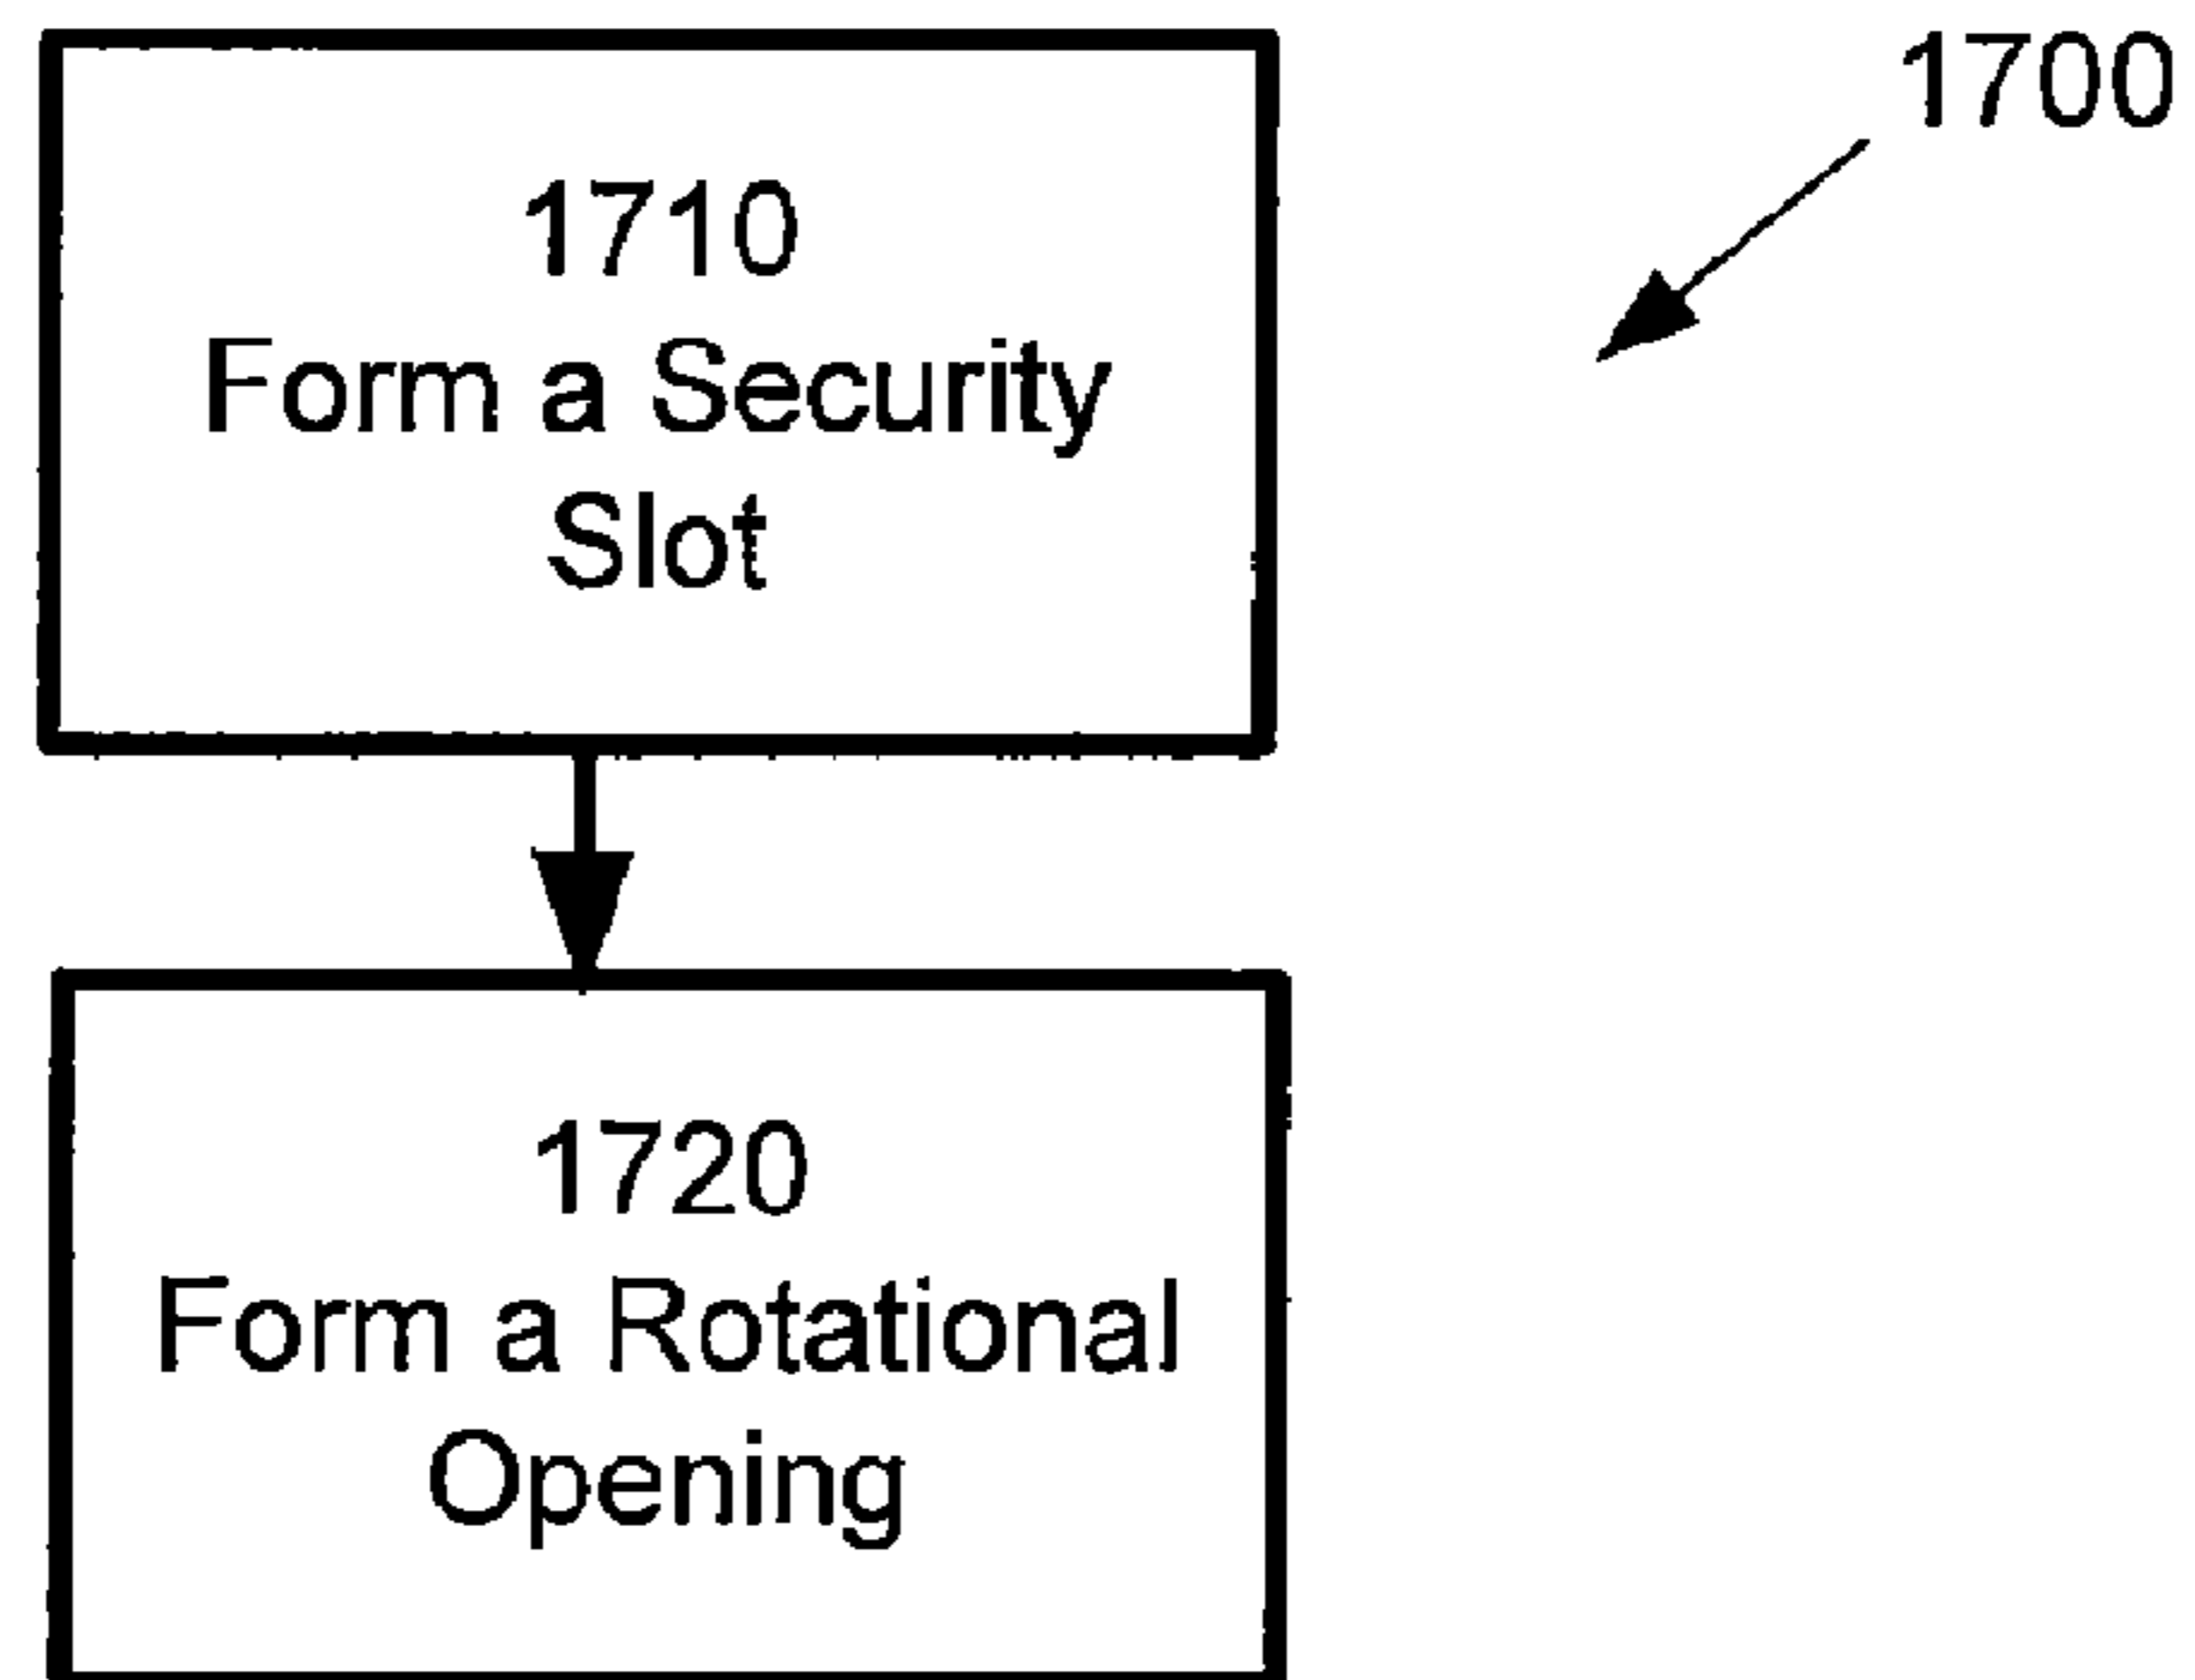 1700
1710
Form a Security
Slot
1720
Form a Rotational
Opening